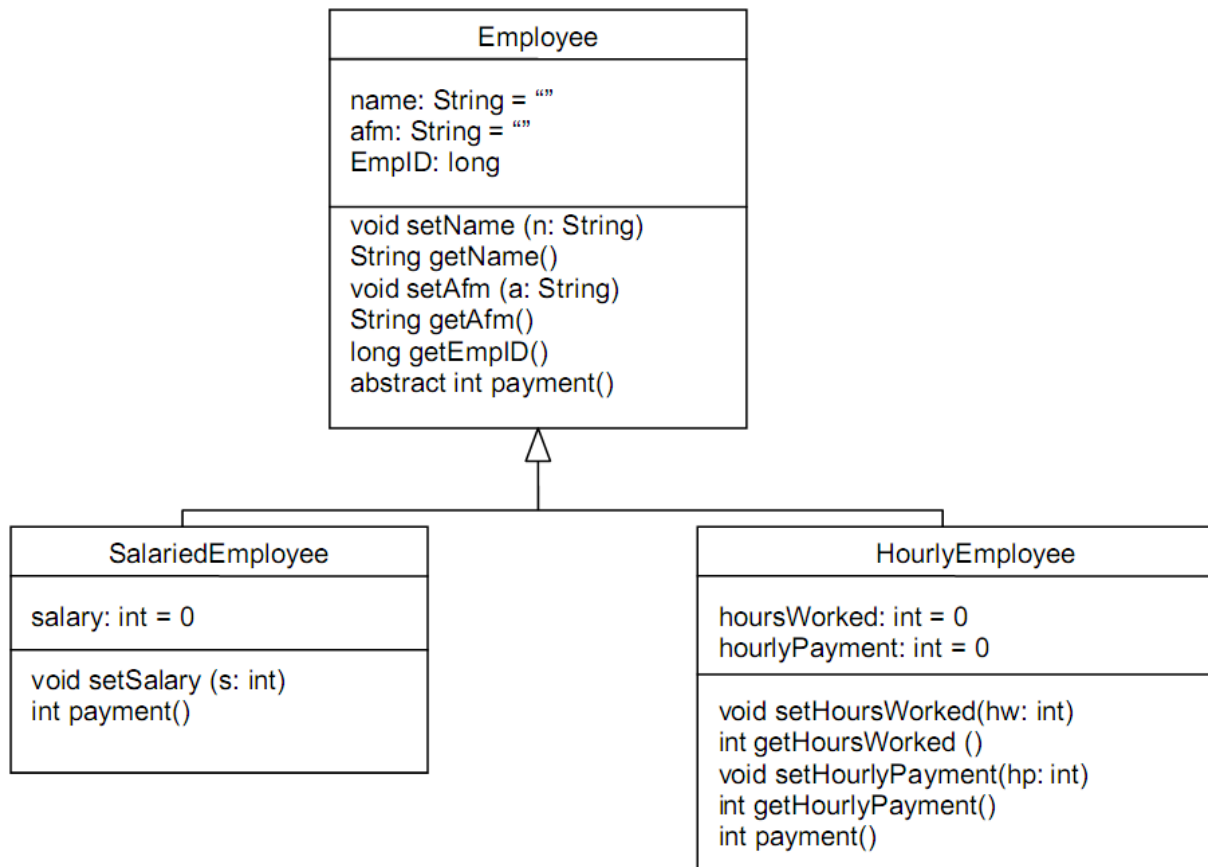 Employee
name: String = “”
afm: String = “”
EmpID: long
void setName (n: String)
String getName()
void setAfm (a: String)
String getAfm()
long getEmpID()
abstract int payment()
SalariedEmployee
salary: int = 0
void setSalary (s: int)
int payment()
HourlyEmployee
hoursWorked: int = 0
hourlyPayment: int = 0
void setHoursWorked(hw: int)
int getHoursWorked ()
void setHourlyPayment(hp: int)
int getHourlyPayment()
int payment()